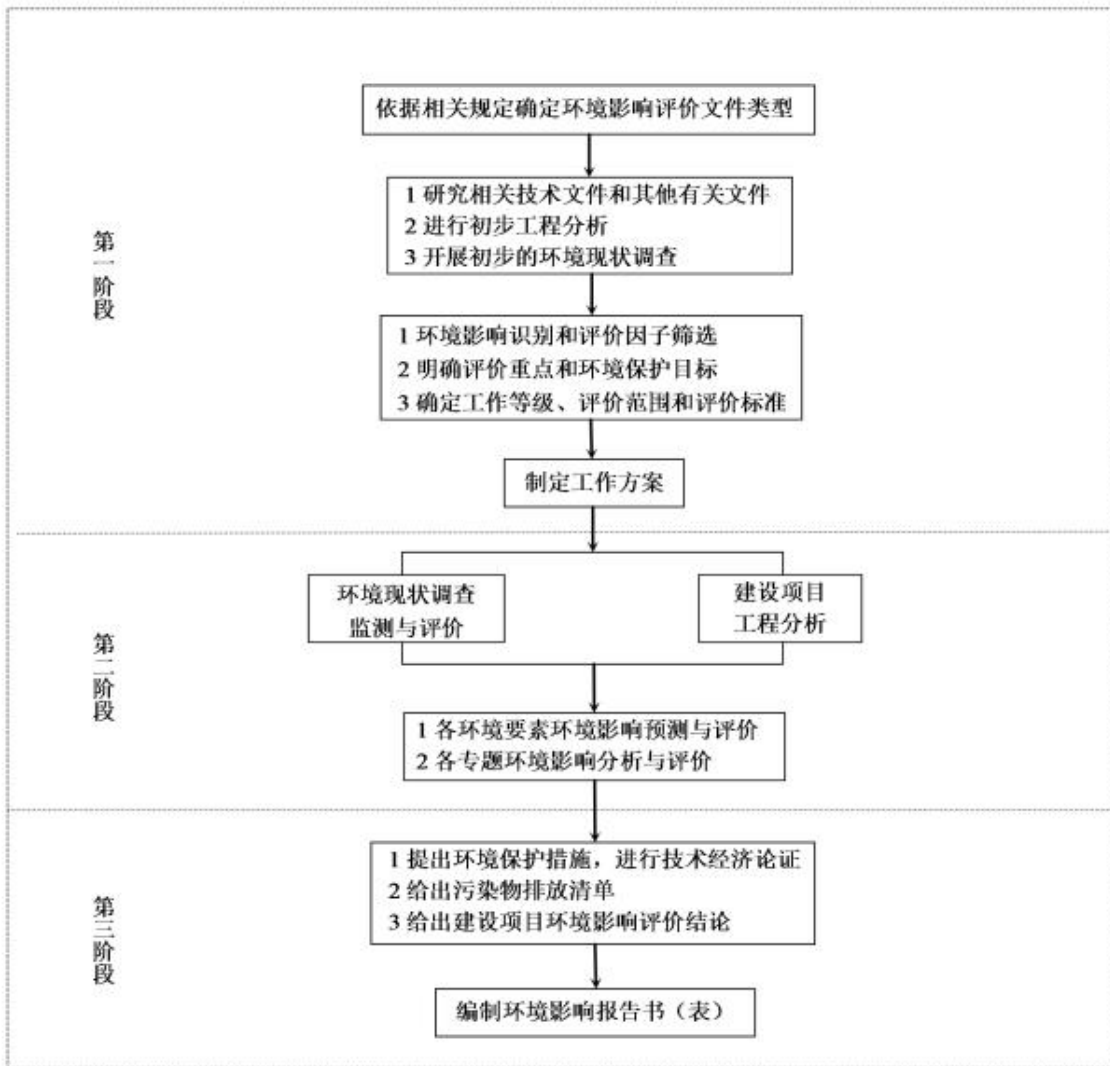 依据相关规定确定环境影响评价文件类型
1 研究相关技术文件和其他有关文件
2 进行初步工程分析
3 开展初步的环境现状调查
第一阶段
1 环境影响识别和评价因子筛选
2 明确评价重点和环境保护目标
3 确定工作等级、评价范围和评价标准
制定工作方案
第二阶段
环境现状调查
监测与评价
建设项目
工程分析
1 各环境要素环境影响预测与评价
2 各专题环境影响分析与评价
第三阶段
1 提出环境保护措施，进行技术经济论证
2 给出污染物排放清单
3 给出建设项目环境影响评价结论
编制环境影响报告书（表）